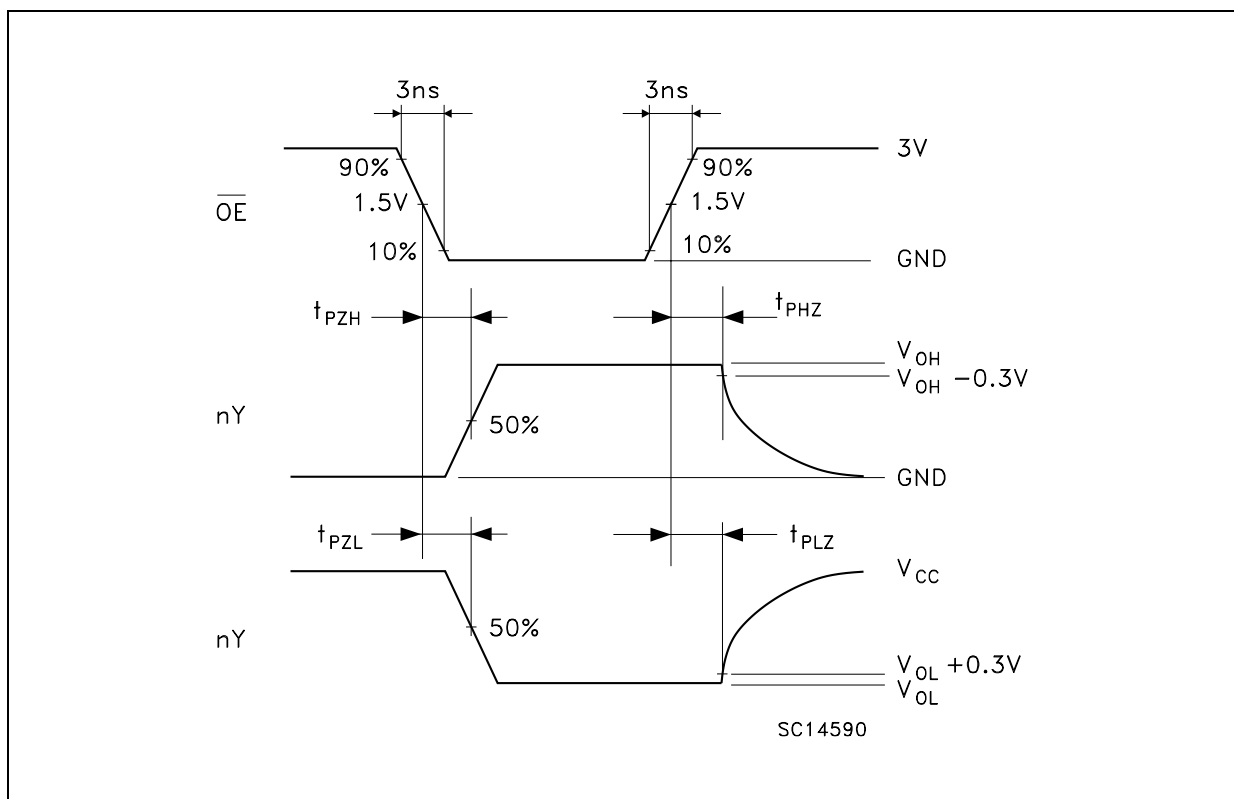 3ns
3ns
3V
90%
90%
1.5V
1.5V
OE
10%
10%
GND
tPZH
tPHZ
VOH
VOH −0.3V
nY
50%
GND
tPZL
tPLZ
VCC
nY
50%
VOL +0.3V
VOL
SC14590